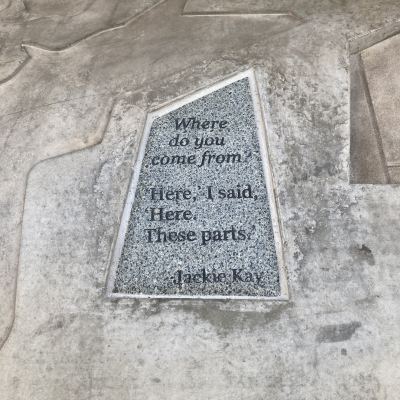 Where
do you
come from?
'Here,' I said,
'Here.
These parts.'
Jackie Kay